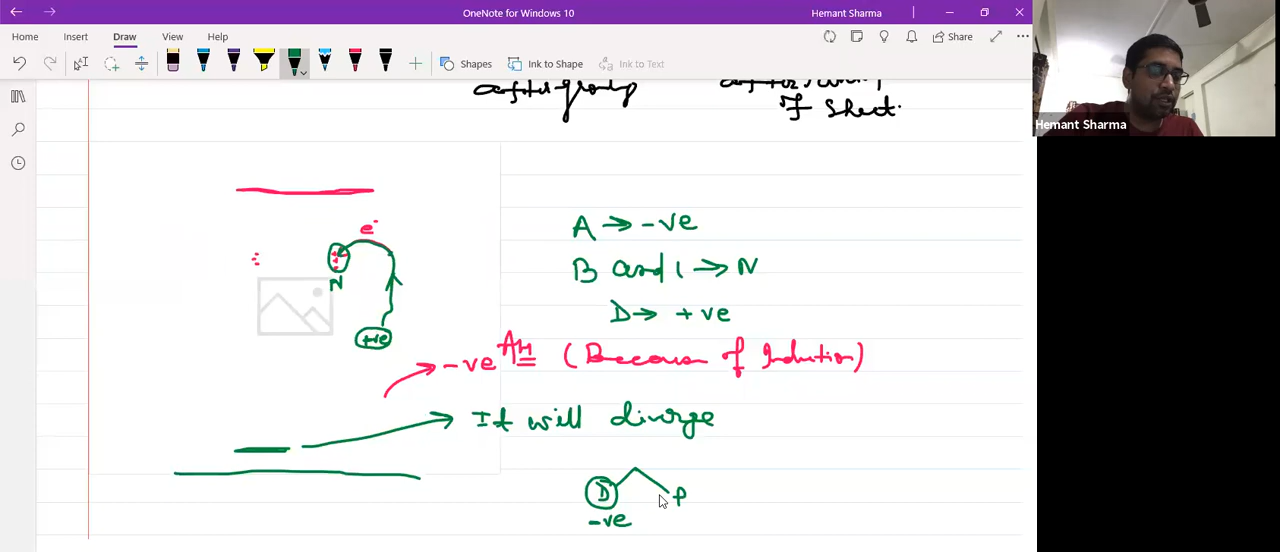 OneNote for Windows 10
Hemant Sharma
Home Insert Draw View Help
Share
Shapes Ink to Shape Ink to Text
of sheet.
Hemant Sharma
e-
N
+ve
A → -ve
B and C → N
D → +ve
-ve Ans (Because of Induction)
It will diverge
D P
-ve